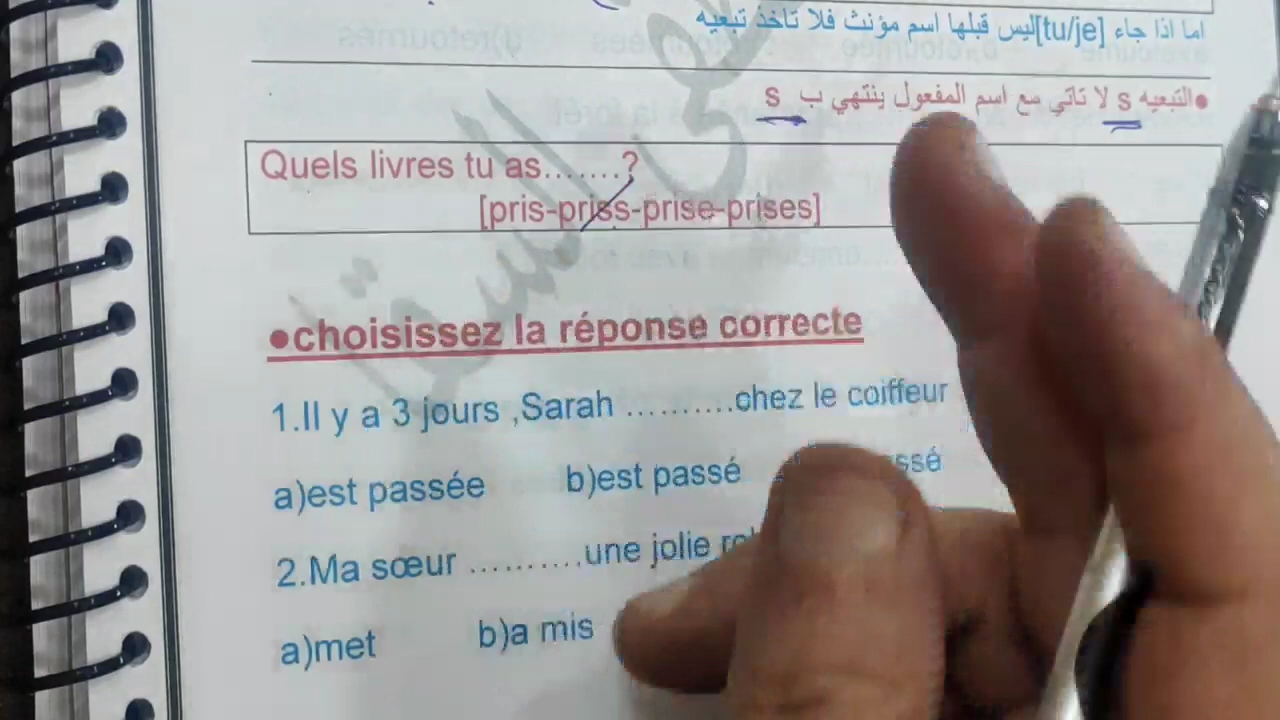 اما اذا جاء [tu/je]ليس قبلها اسم مؤنث فلا تاخذ تبعيه
●التبعيه s لا تاتي مع اسم المفعول ينتهي ب s
Quels livres tu as.......?
[pris-priss-prise-prises]
●choisissez la réponse correcte
1.Il y a 3 jours ,Sarah ..........chez le coiffeur
a)est passée b)est passé
2.Ma sœur ..........une jolie
a)met b)a mis